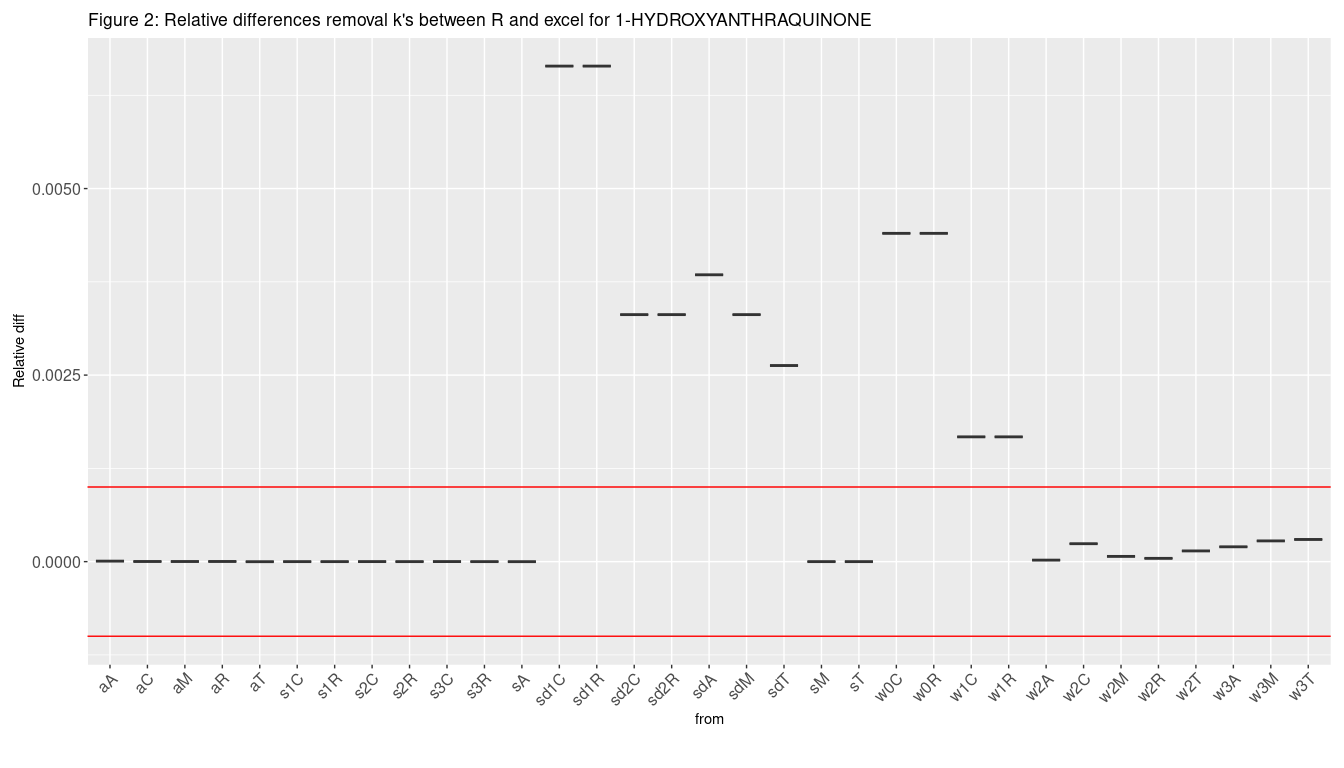 Figure 2: Relative differences removal k's between R and excel for 1-HYDROXYANTHRAQUINONE
Relative diff
0.0050
0.0025
0.0000
aA aC aM aR aT s1C s1R s2C s2R s3C s3R sA sd1C sd1R sd2C sd2R sdA sdM sdT sM sT w0C w0R w1C w1R w2A w2C w2M w2R w2T w3A w3M w3T
from